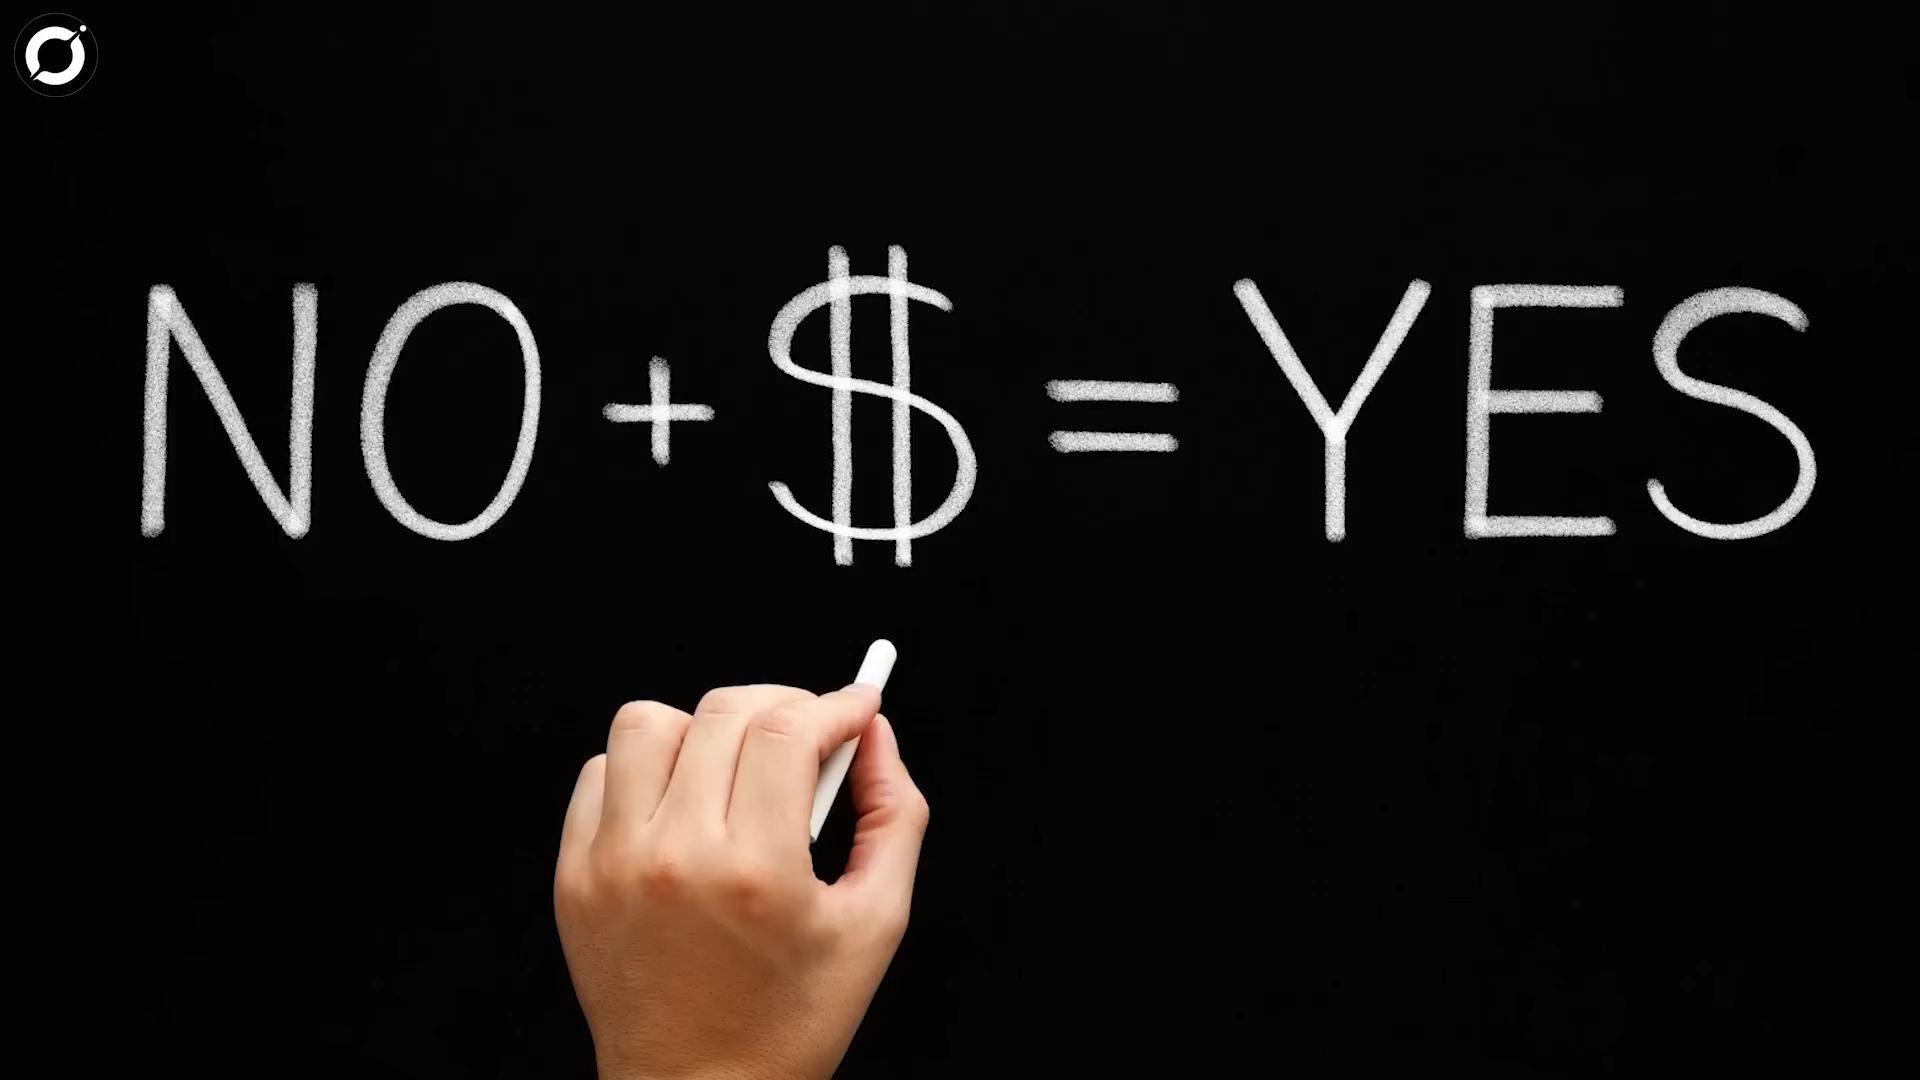 NO + $ = YES